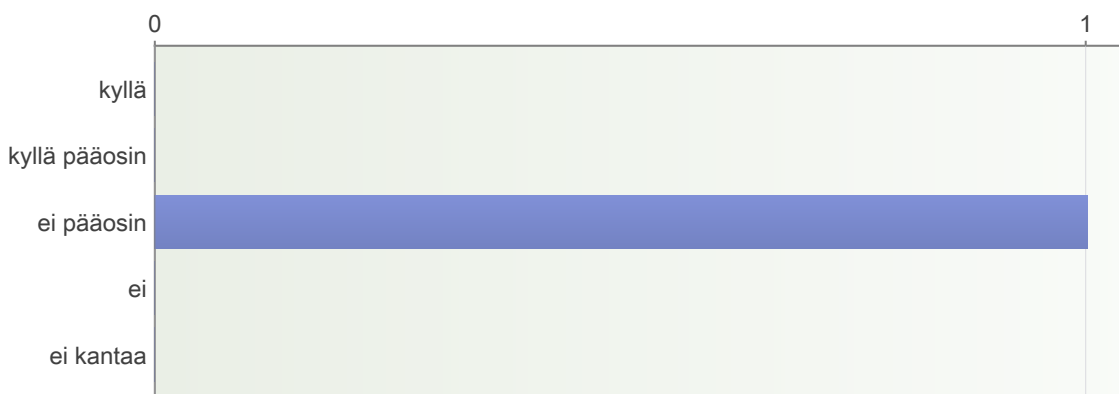 0 1
kyllä
kyllä pääosin
ei pääosin
ei
ei kantaa